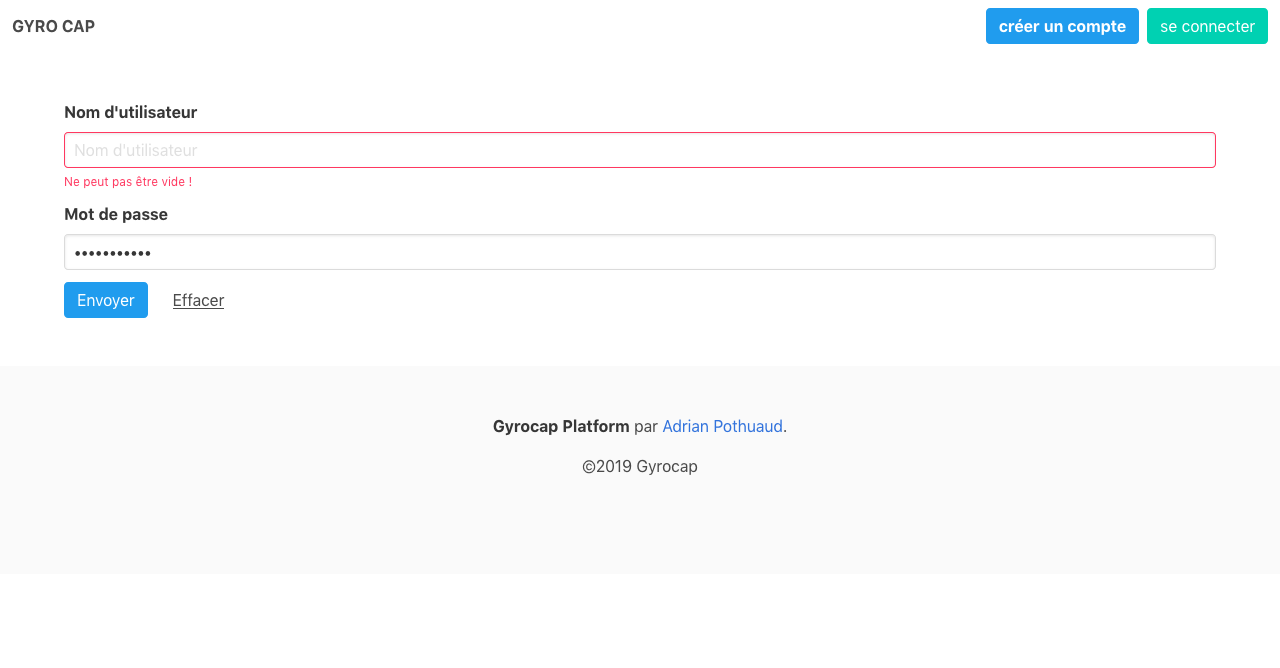 GYRO CAP
créer un compte
se connecter
Nom d'utilisateur
Nom d'utilisateur
Ne peut pas être vide !
Mot de passe
•••••••••••
Envoyer
Effacer
Gyrocap Platform par Adrian Pothuaud.
©2019 Gyrocap